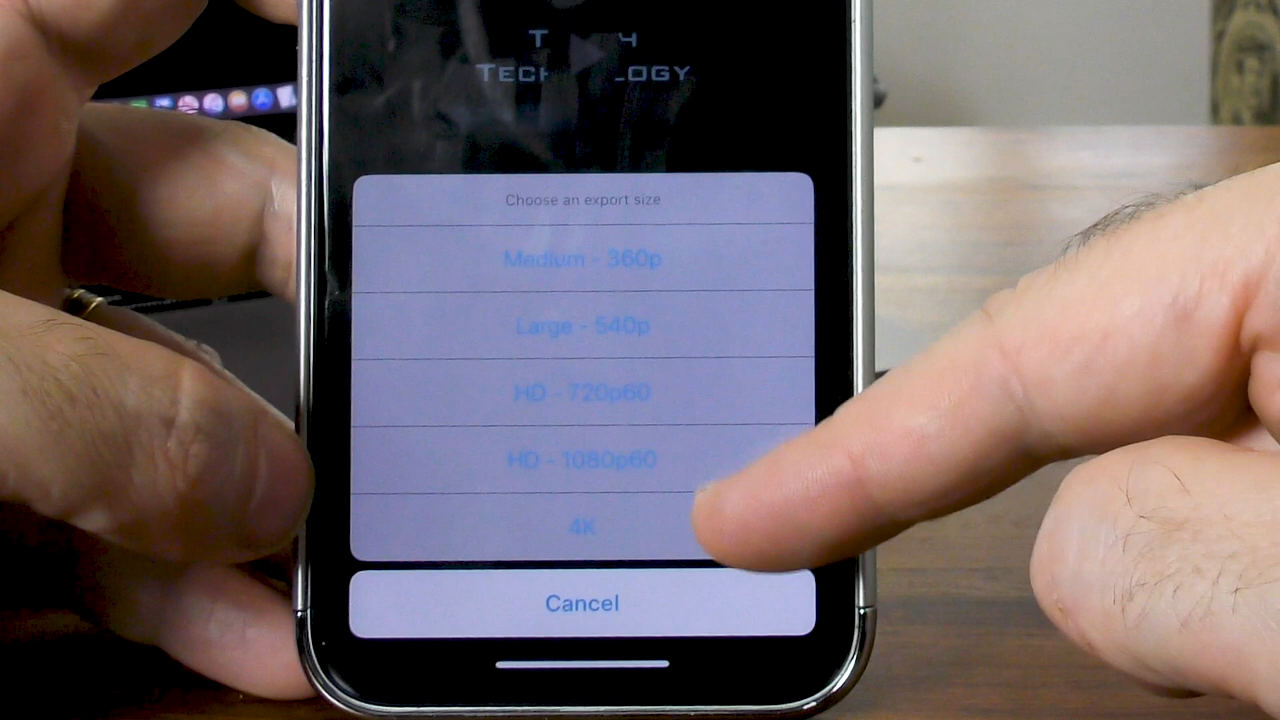 Choose an export size
Medium - 360p
Large - 540p
HD - 720p60
HD - 1080p60
4K
Cancel